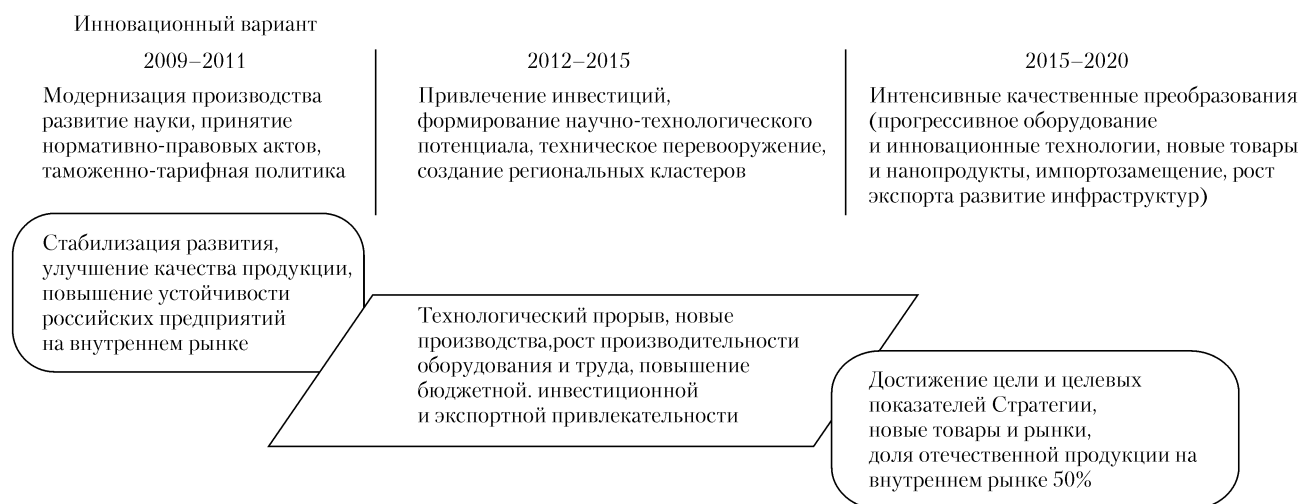 Инновационный вариант
2009–2011
Модернизация производства
развитие науки, принятие
нормативно-правовых актов,
таможенно-тарифная политика
2012–2015
Привлечение инвестиций,
формирование научно-технологического
потенциала, техническое перевооружение,
создание региональных кластеров
2015–2020
Интенсивные качественные преобразования
(прогрессивное оборудование
и инновационные технологии, новые товары
и нанопродукты, импортозамещение, рост
экспорта развитие инфраструктур)
Стабилизация развития,
улучшение качества продукции,
повышение устойчивости
российских предприятий
на внутреннем рынке
Технологический прорыв, новые
производства,рост производительности
оборудования и труда, повышение
бюджетной. инвестиционной
и экспортной привлекательности
Достижение цели и целевых
показателей Стратегии,
новые товары и рынки,
доля отечественной продукции на
внутреннем рынке 50%